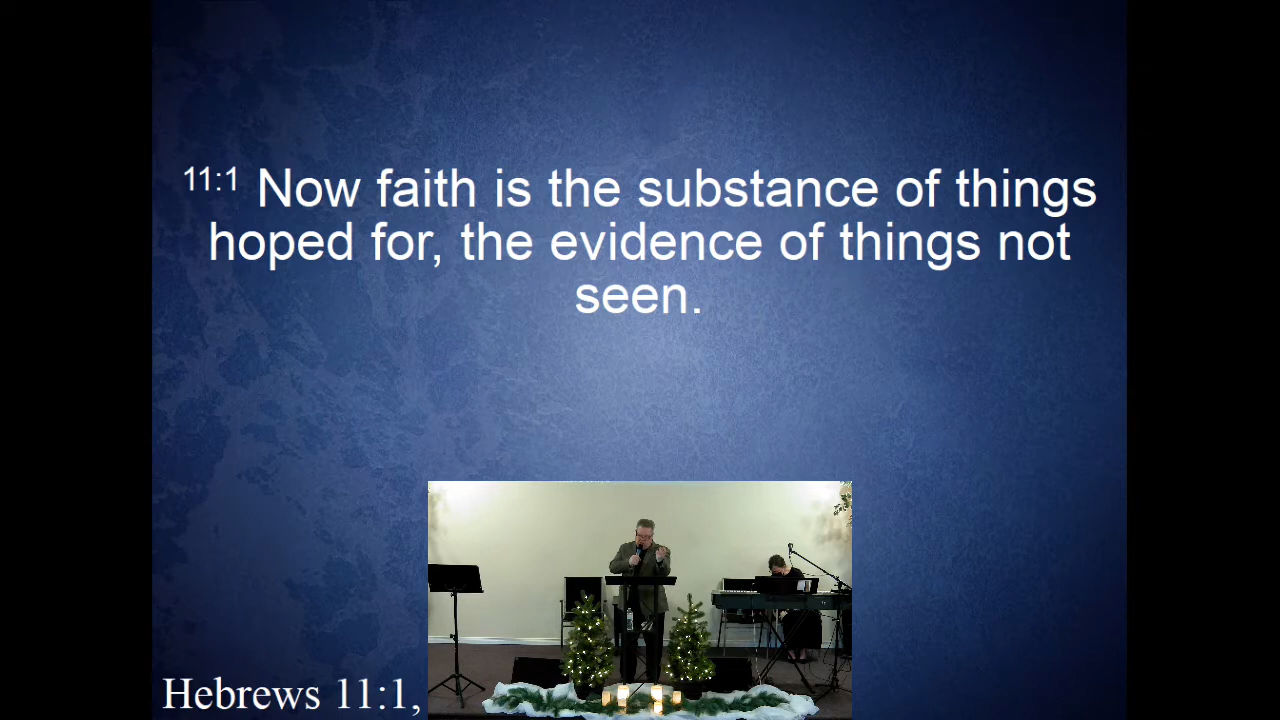 11:1 Now faith is the substance of things
hoped for, the evidence of things not
seen.
Hebrews 11:1,